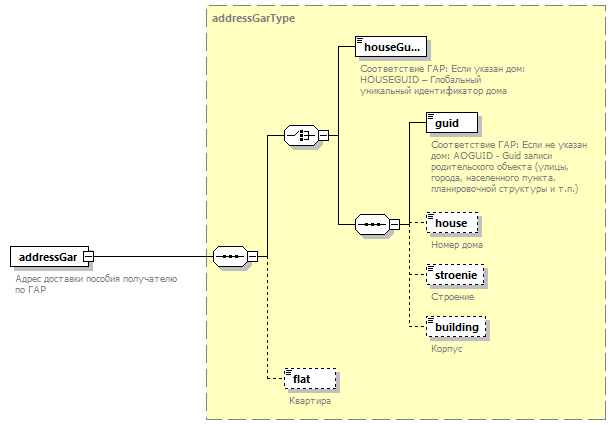 addressGarType
houseGu...
Соответствие ГАР: Если указан дом:
HOUSEGUID – Глобальный
уникальный идентификатор дома
guid
Соответствие ГАР: Если не указан
дом: AOGUID - Guid записи
родительского объекта (улицы,
города, населенного пункта,
планировочной структуры и т.п.)
house
Номер дома
stroenie
Строение
building
Корпус
addressGar
Адрес доставки пособия получателю
по ГАР
flat
Квартира